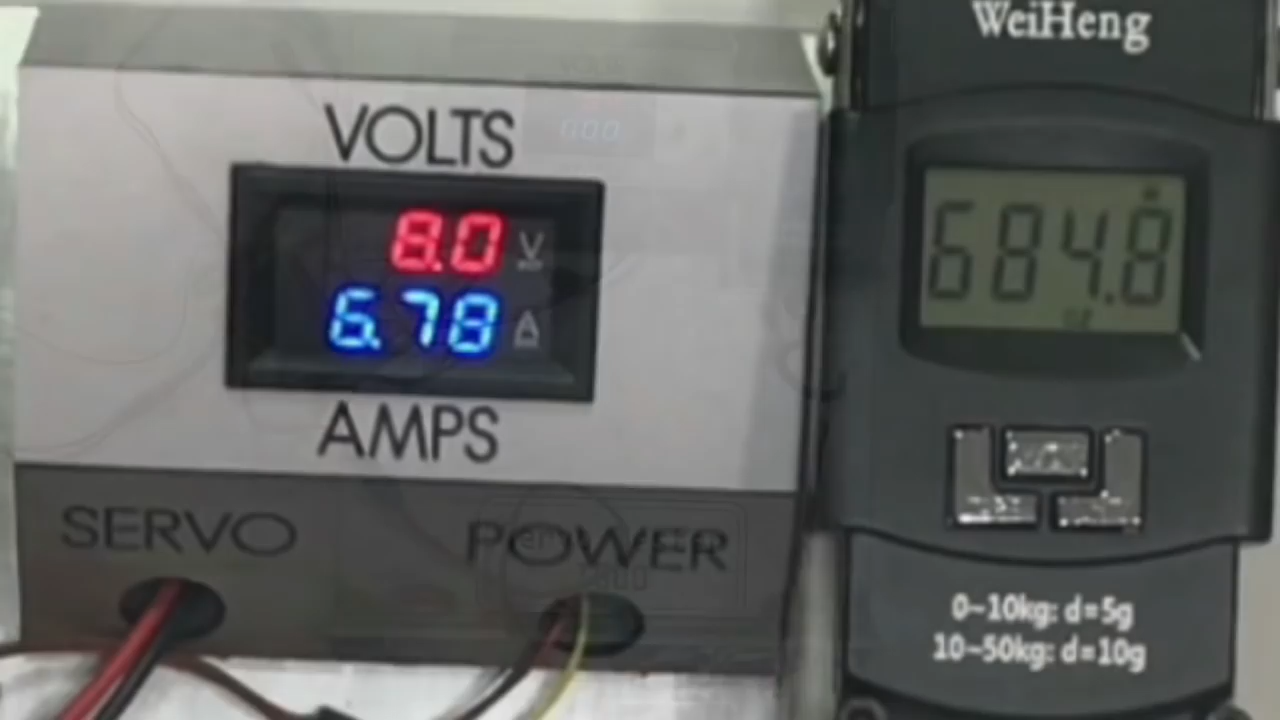 WeiHeng
VOLTS
8.0 V
6.78 A
AMPS
684.8
SERVO
POWER
0~10kg: d=5g
10~50kg: d=10g